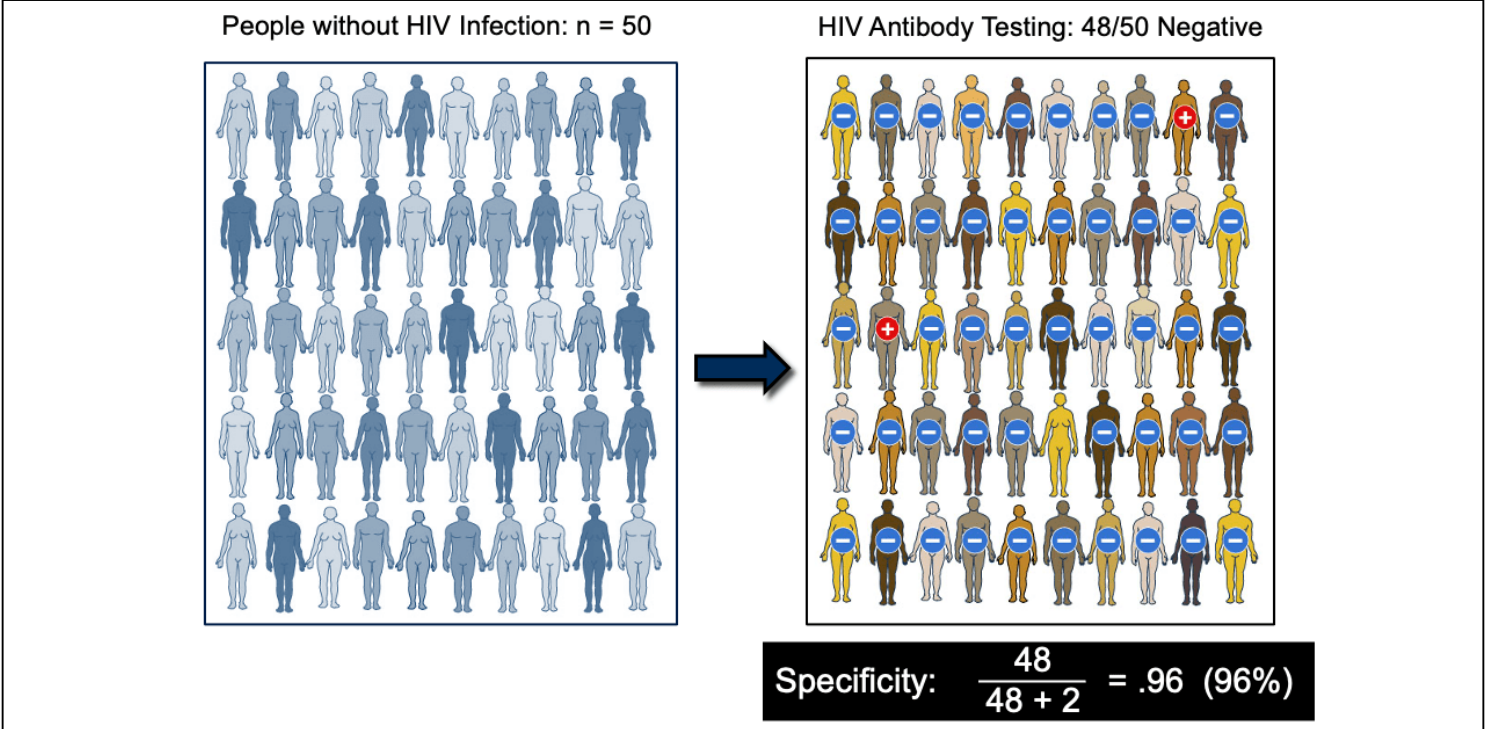 People without HIV Infection: n = 50
HIV Antibody Testing: 48/50 Negative
Specificity: 48 / 48 + 2 = .96 (96%)